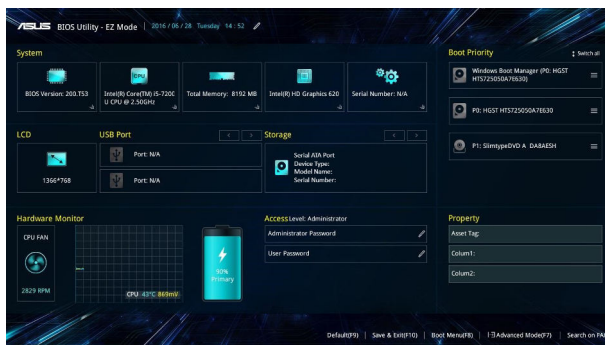 ASUS BIOS Utility - EZ Mode 2016/06/28 Tuesday 14:52
System
BIOS Version: 200.T53
CPU
Intel(R) Core(TM) i5-7200
U CPU @ 2.50GHz
Total Memory: 8192 MB
Intel(R) HD Graphics 620
Serial Number: N/A
Boot Priority
Switch all
Windows Boot Manager (P0: HGST
HTS725050A7E630)
P0: HGST HTS725050A7E630
P1: SlimtypeDVD A DA8AESH
LCD
1366*768
USB Port
Port: N/A
Port: N/A
Storage
Serial ATA Port
Device Type:
Model Name:
Serial Number:
Hardware Monitor
CPU FAN
2829 RPM
CPU 43°C 869mV
90%
Primary
Access Level: Administrator
Administrator Password
User Password
Property
Asset Tag:
Colum1:
Colum2:
Default(F9) Save & Exit(F10) Boot Menu(F8) Advanced Mode(F7) Search on FA